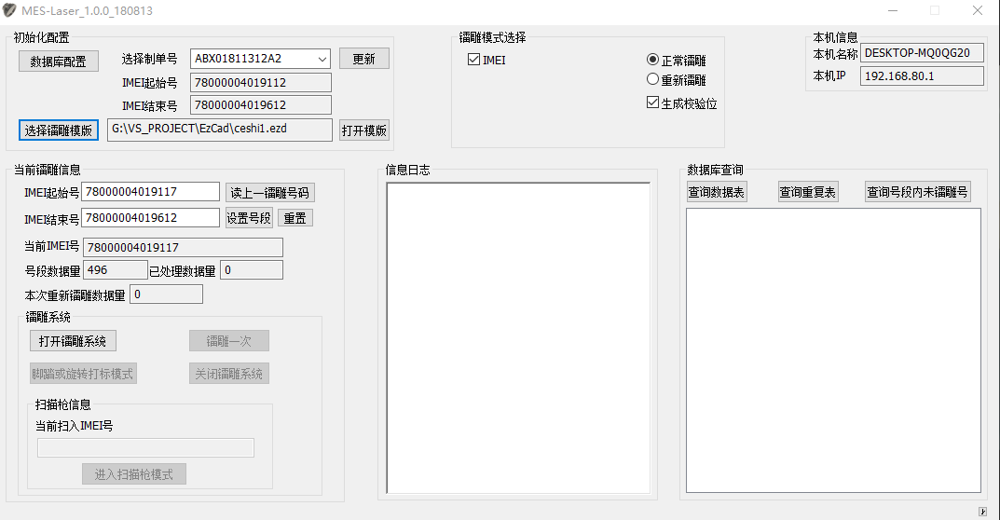 MES-Laser_1.0.0_180813
初始化配置
数据库配置
选择制单号
ABX01811312A2
更新
IMEI起始号
78000004019112
IMEI结束号
78000004019612
选择镭雕模版
G:\VS_PROJECT\EzCad\ceshi1.ezd
打开模版
镭雕模式选择
IMEI
正常镭雕
重新镭雕
生成校验位
本机信息
本机名称
DESKTOP-MQ0QG20
本机IP
192.168.80.1
当前镭雕信息
IMEI起始号
78000004019117
读上一镭雕号码
IMEI结束号
78000004019612
设置号段
重置
当前IMEI号
78000004019117
号段数据量
496
已处理数据量
0
本次重新镭雕数据量
0
镭雕系统
打开镭雕系统
镭雕一次
脚踏或旋转打标模式
关闭镭雕系统
扫描枪信息
当前扫入IMEI号
进入扫描枪模式
信息日志
数据库查询
查询数据表
查询重复表
查询号段内未镭雕号